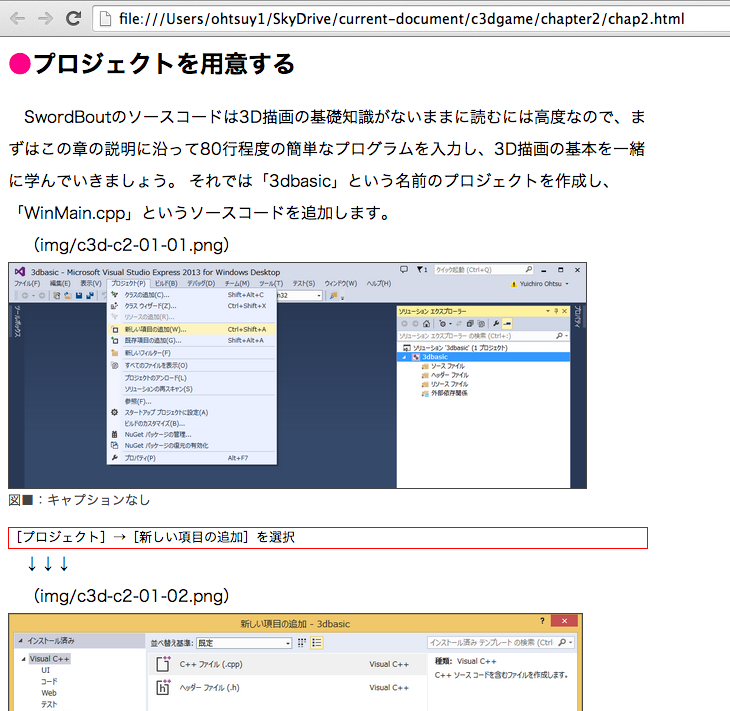 file:///Users/ohtsuy1/SkyDrive/current-document/c3dgame/chapter2/chap2.html
●プロジェクトを用意する
SwordBoutのソースコードは3D描画の基礎知識がないままに読むには高度なので、ま
ずはこの章の説明に沿って80行程度の簡単なプログラムを入力し、3D描画の基本を一緒
に学んでいきましょう。 それでは「3dbasic」という名前のプロジェクトを作成し、
「WinMain.cpp」というソースコードを追加します。
（img/c3d-c2-01-01.png）
3dbasic - Microsoft Visual Studio Express 2013 for Windows Desktop
1
クイック起動 (Ctrl+Q)
ファイル(F) 編集(E) 表示(V) プロジェクト(P) ビルド(B) デバッグ(D) チーム(M) ツール(T) テスト(S) ウィンドウ(W) ヘルプ(H)
Yuichiro Ohtsu
ツールボックス
クラスの追加(C)... Shift+Alt+C
クラス ウィザード(Z)... Ctrl+Shift+X
リソースの追加(R)...
新しい項目の追加(W)... Ctrl+Shift+A
既存項目の追加(G)... Shift+Alt+A
新しいフィルター(F)
すべてのファイルを表示(O)
プロジェクトのアンロード(L)
ソリューションの再スキャン(S)
参照(F)...
スタートアップ プロジェクトに設定(A)
ビルドのカスタマイズ(B)...
NuGet パッケージの管理...
NuGet パッケージの復元の有効化
プロパティ(P) Alt+F7
n32
ソリューション エクスプローラー
ソリューション エクスプローラー の検索 (Ctrl+:)
ソリューション '3dbasic' (1 プロジェクト)
3dbasic
ソース ファイル
ヘッダー ファイル
リソース ファイル
外部依存関係
プロパティ
図■：キャプションなし
［プロジェクト］→［新しい項目の追加］を選択
↓↓↓
（img/c3d-c2-01-02.png）
新しい項目の追加 - 3dbasic
?
インストール済み
並べ替え基準: 既定
インストール済み テンプレート の検索 (Ctrl
Visual C++
UI
コード
Web
テスト
C++ ファイル (.cpp) Visual C++
ヘッダー ファイル (.h) Visual C++
種類: Visual C++
C++ ソース コードを含むファイルを作成します。